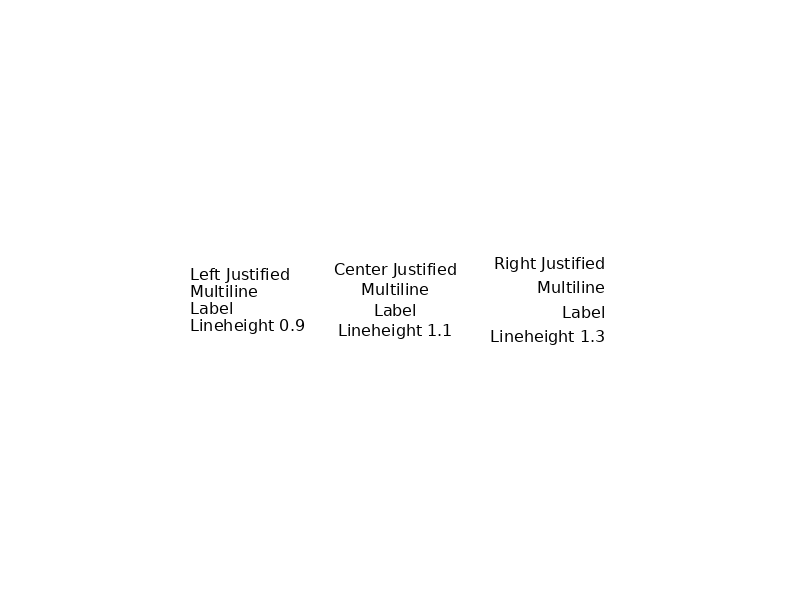 Left Justified
Multiline
Label
Lineheight 0.9
Center Justified
Multiline
Label
Lineheight 1.1
Right Justified
Multiline
Label
Lineheight 1.3